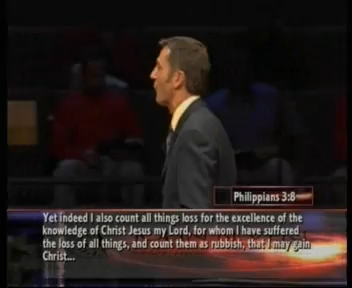 Philippians 3:8
Yet indeed I also count all things loss for the excellence of the
knowledge of Christ Jesus my Lord, for whom I have suffered
the loss of all things, and count them as rubbish, that I may gain
Christ...